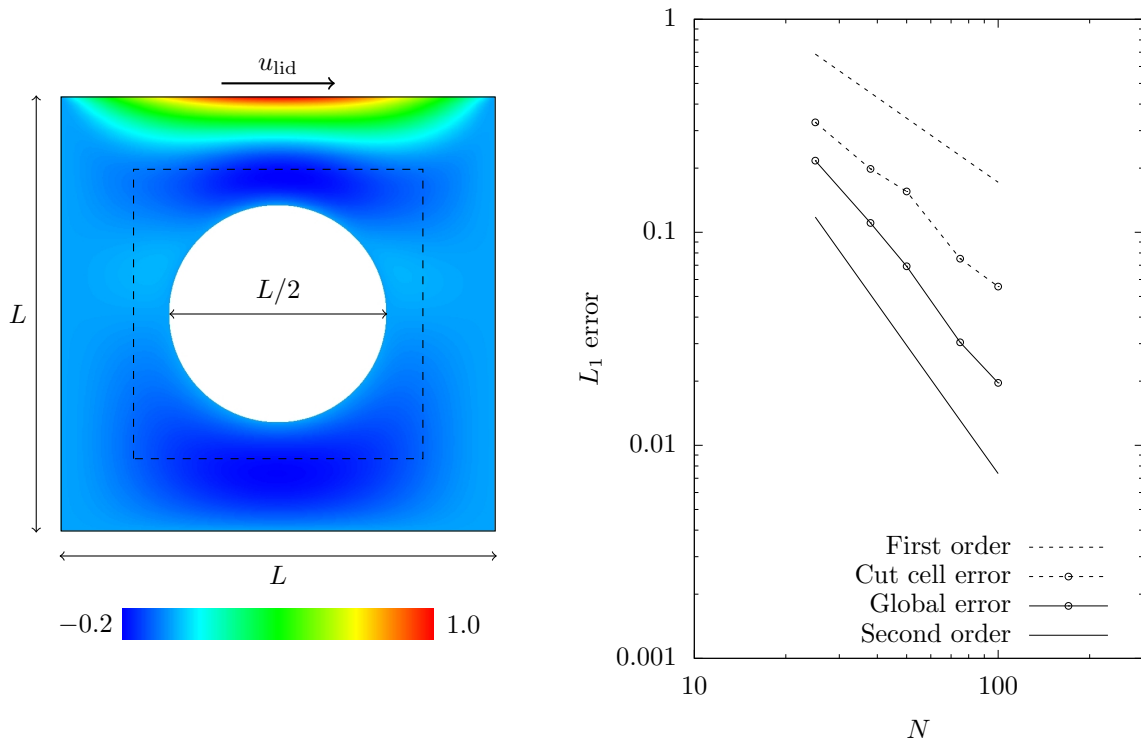 u_lid
L/2
L
L
−0.2
1.0
1
0.1
0.01
0.001
L_1 error
10
100
N
First order
Cut cell error
Global error
Second order